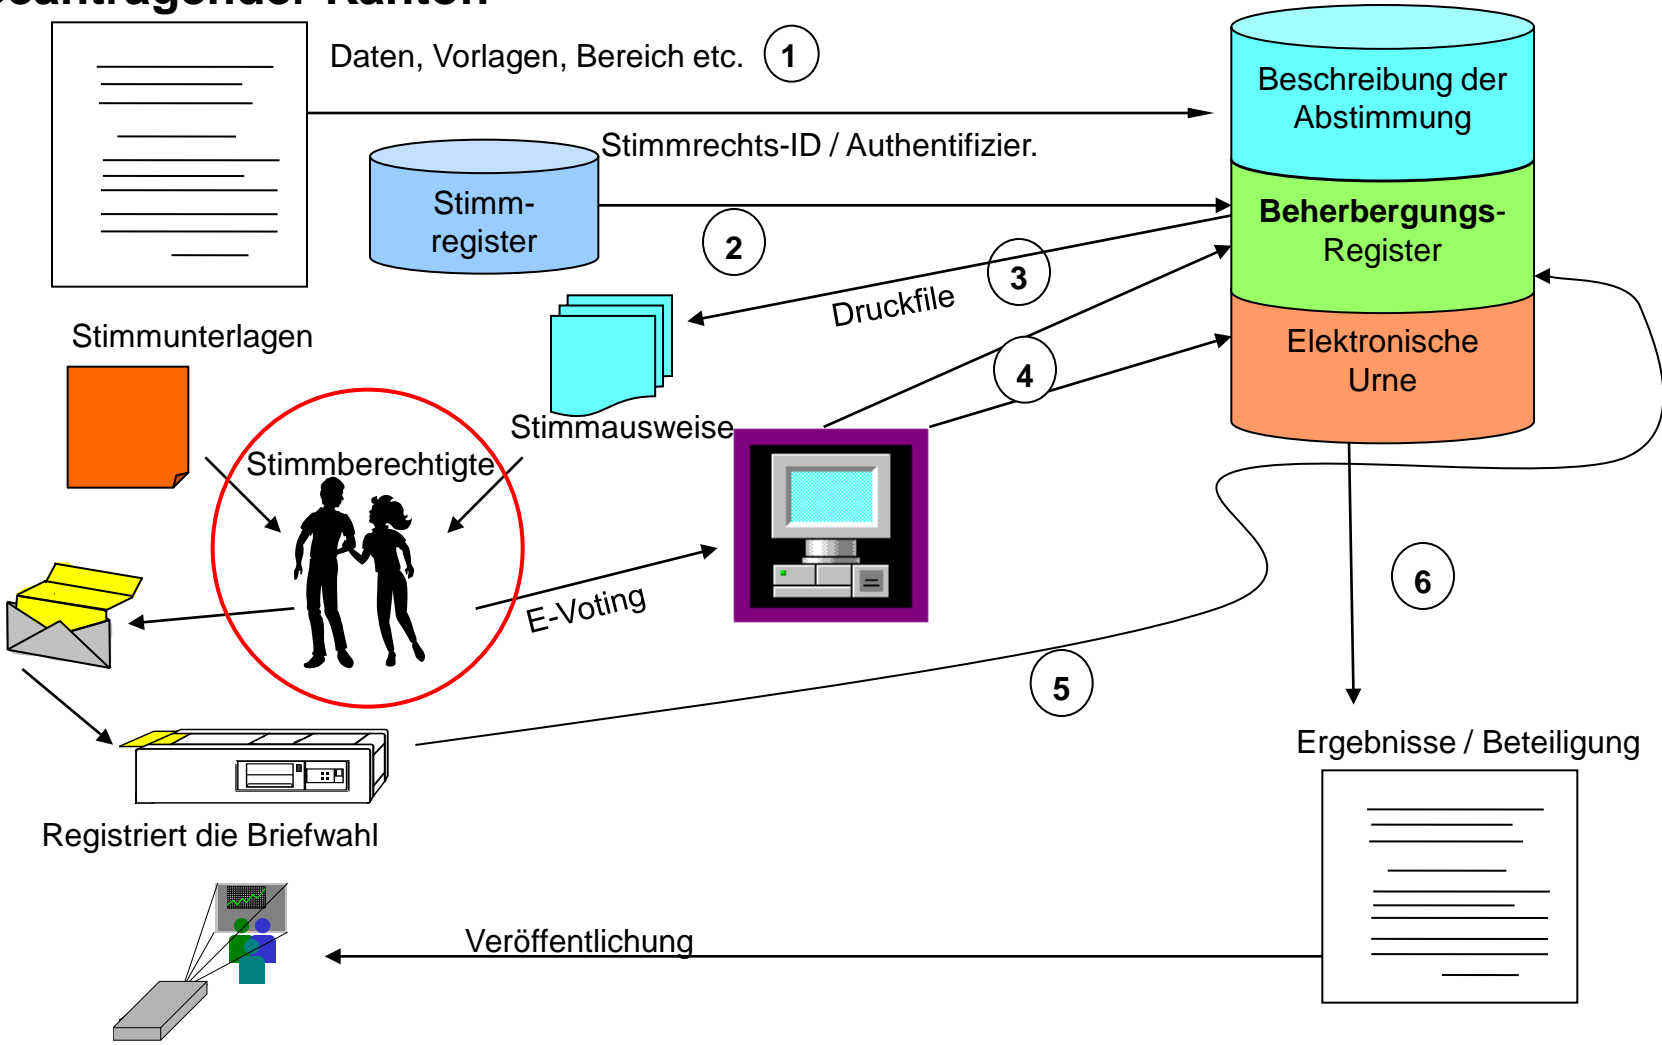 Daten, Vorlagen, Bereich etc. 1
Beschreibung der
Abstimmung
Stimmrechts-ID / Authentifizier.
Stimm-
register
2
Beherbergungs-
Register
3
Druckfile
Stimmunterlagen
Elektronische
Urne
4
Stimmausweise
Stimmberechtigte
E-Voting
6
5
Ergebnisse / Beteiligung
Registriert die Briefwahl
Veröffentlichung